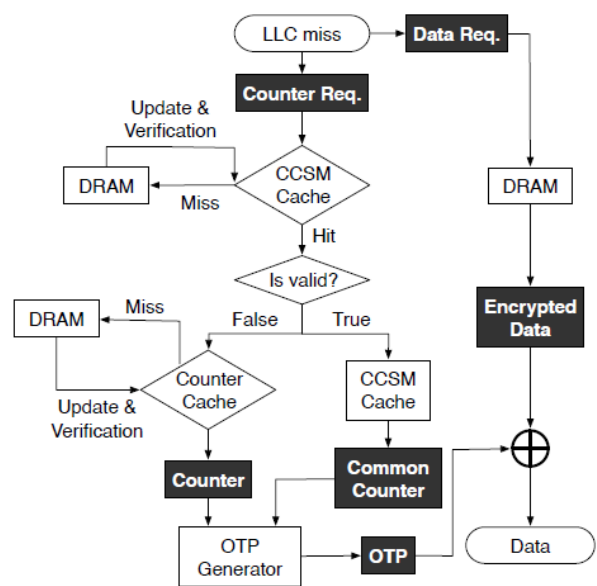 LLC miss
Data Req.
Counter Req.
Update &
Verification
CCSM
Cache
DRAM
Miss
DRAM
Hit
Is valid?
Encrypted
Data
Miss
DRAM
False
True
Counter
Cache
CCSM
Cache
Update &
Verification
Counter
Common
Counter
OTP
Generator
OTP
Data